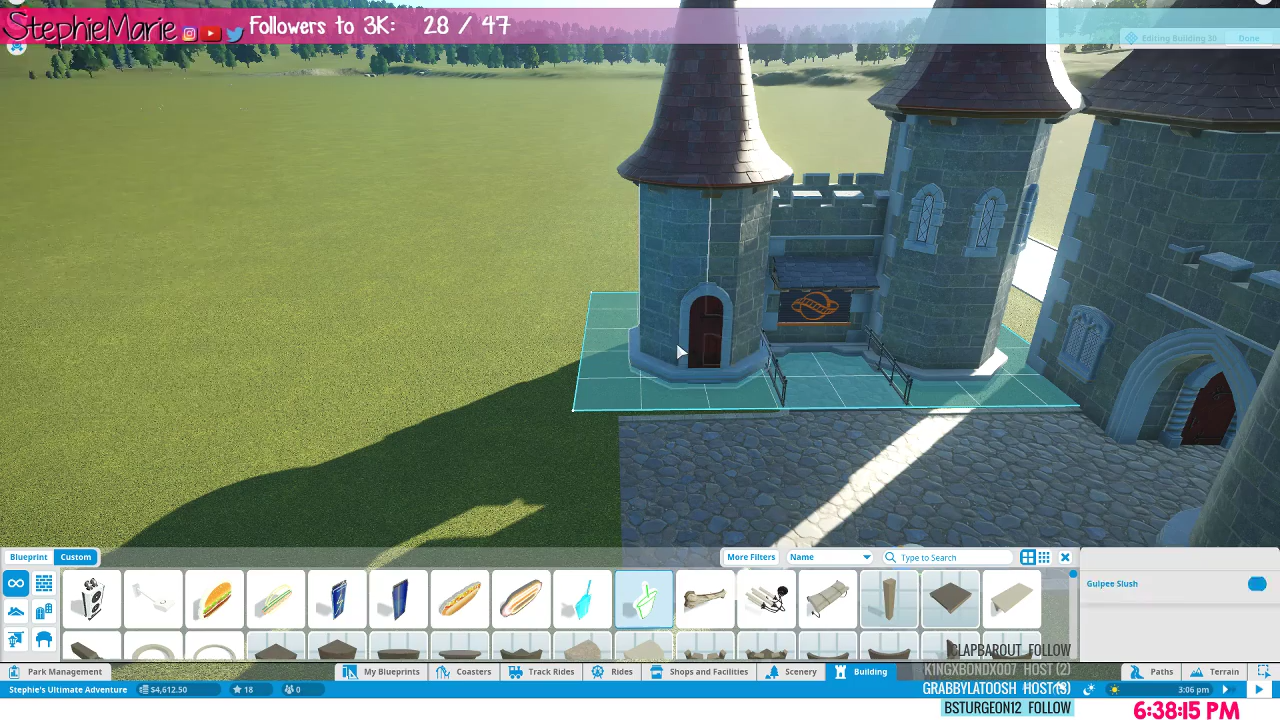 StephieMarie Followers to 3K: 28 / 47
Editing Building 30 Done
Blueprint Custom More Filters Name Type to Search
Gulpee Slush
CLAPBAROUT_ FOLLOW
Park Management My Blueprints Coasters Track Rides Rides Shops and Facilities Scenery Building Paths Terrain
KINGXBONDX007 HOST (2)
Stephie's Ultimate Adventure $4,612.50 18 0 GRABBYLATOOSH HOST(3) 3:06 pm
BSTURGEON12 FOLLOW 6:38:15 PM